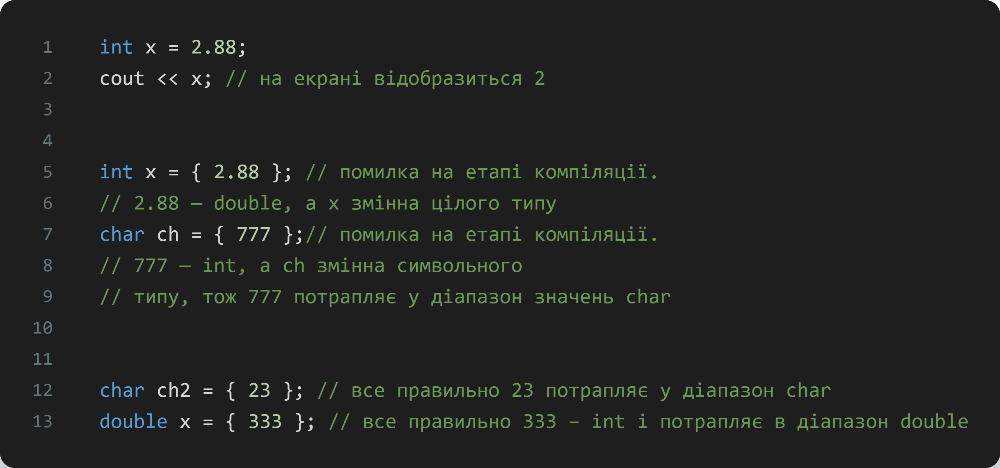 1 int x = 2.88;
2 cout << x; // на екрані відобразиться 2
3
4
5 int x = { 2.88 }; // помилка на етапі компіляції.
6 // 2.88 — double, а x змінна цілого типу
7 char ch = { 777 };// помилка на етапі компіляції.
8 // 777 — int, а ch змінна символьного
9 // типу, тож 777 потрапляє у діапазон значень char
10
11
12 char ch2 = { 23 }; // все правильно 23 потрапляє у діапазон char
13 double x = { 333 }; // все правильно 333 – int і потрапляє в діапазон double